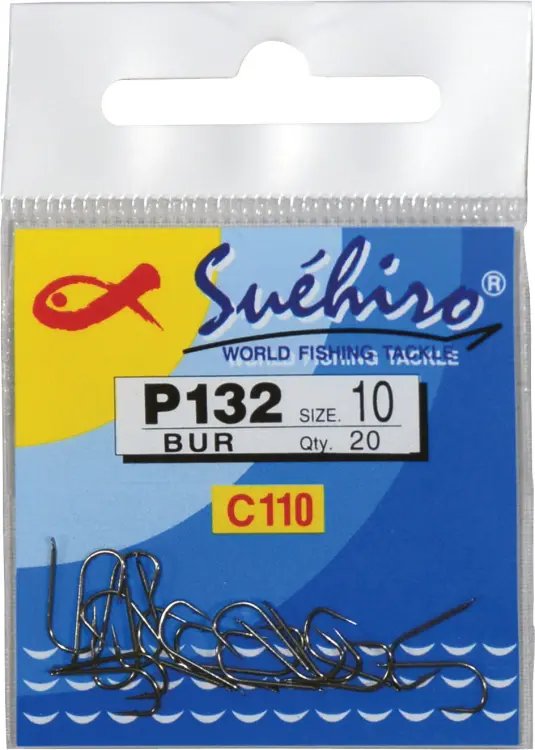 Suéhiro®
WORLD FISHING TACKLE
P132 SIZE. 10
BUR Qty. 20
C110